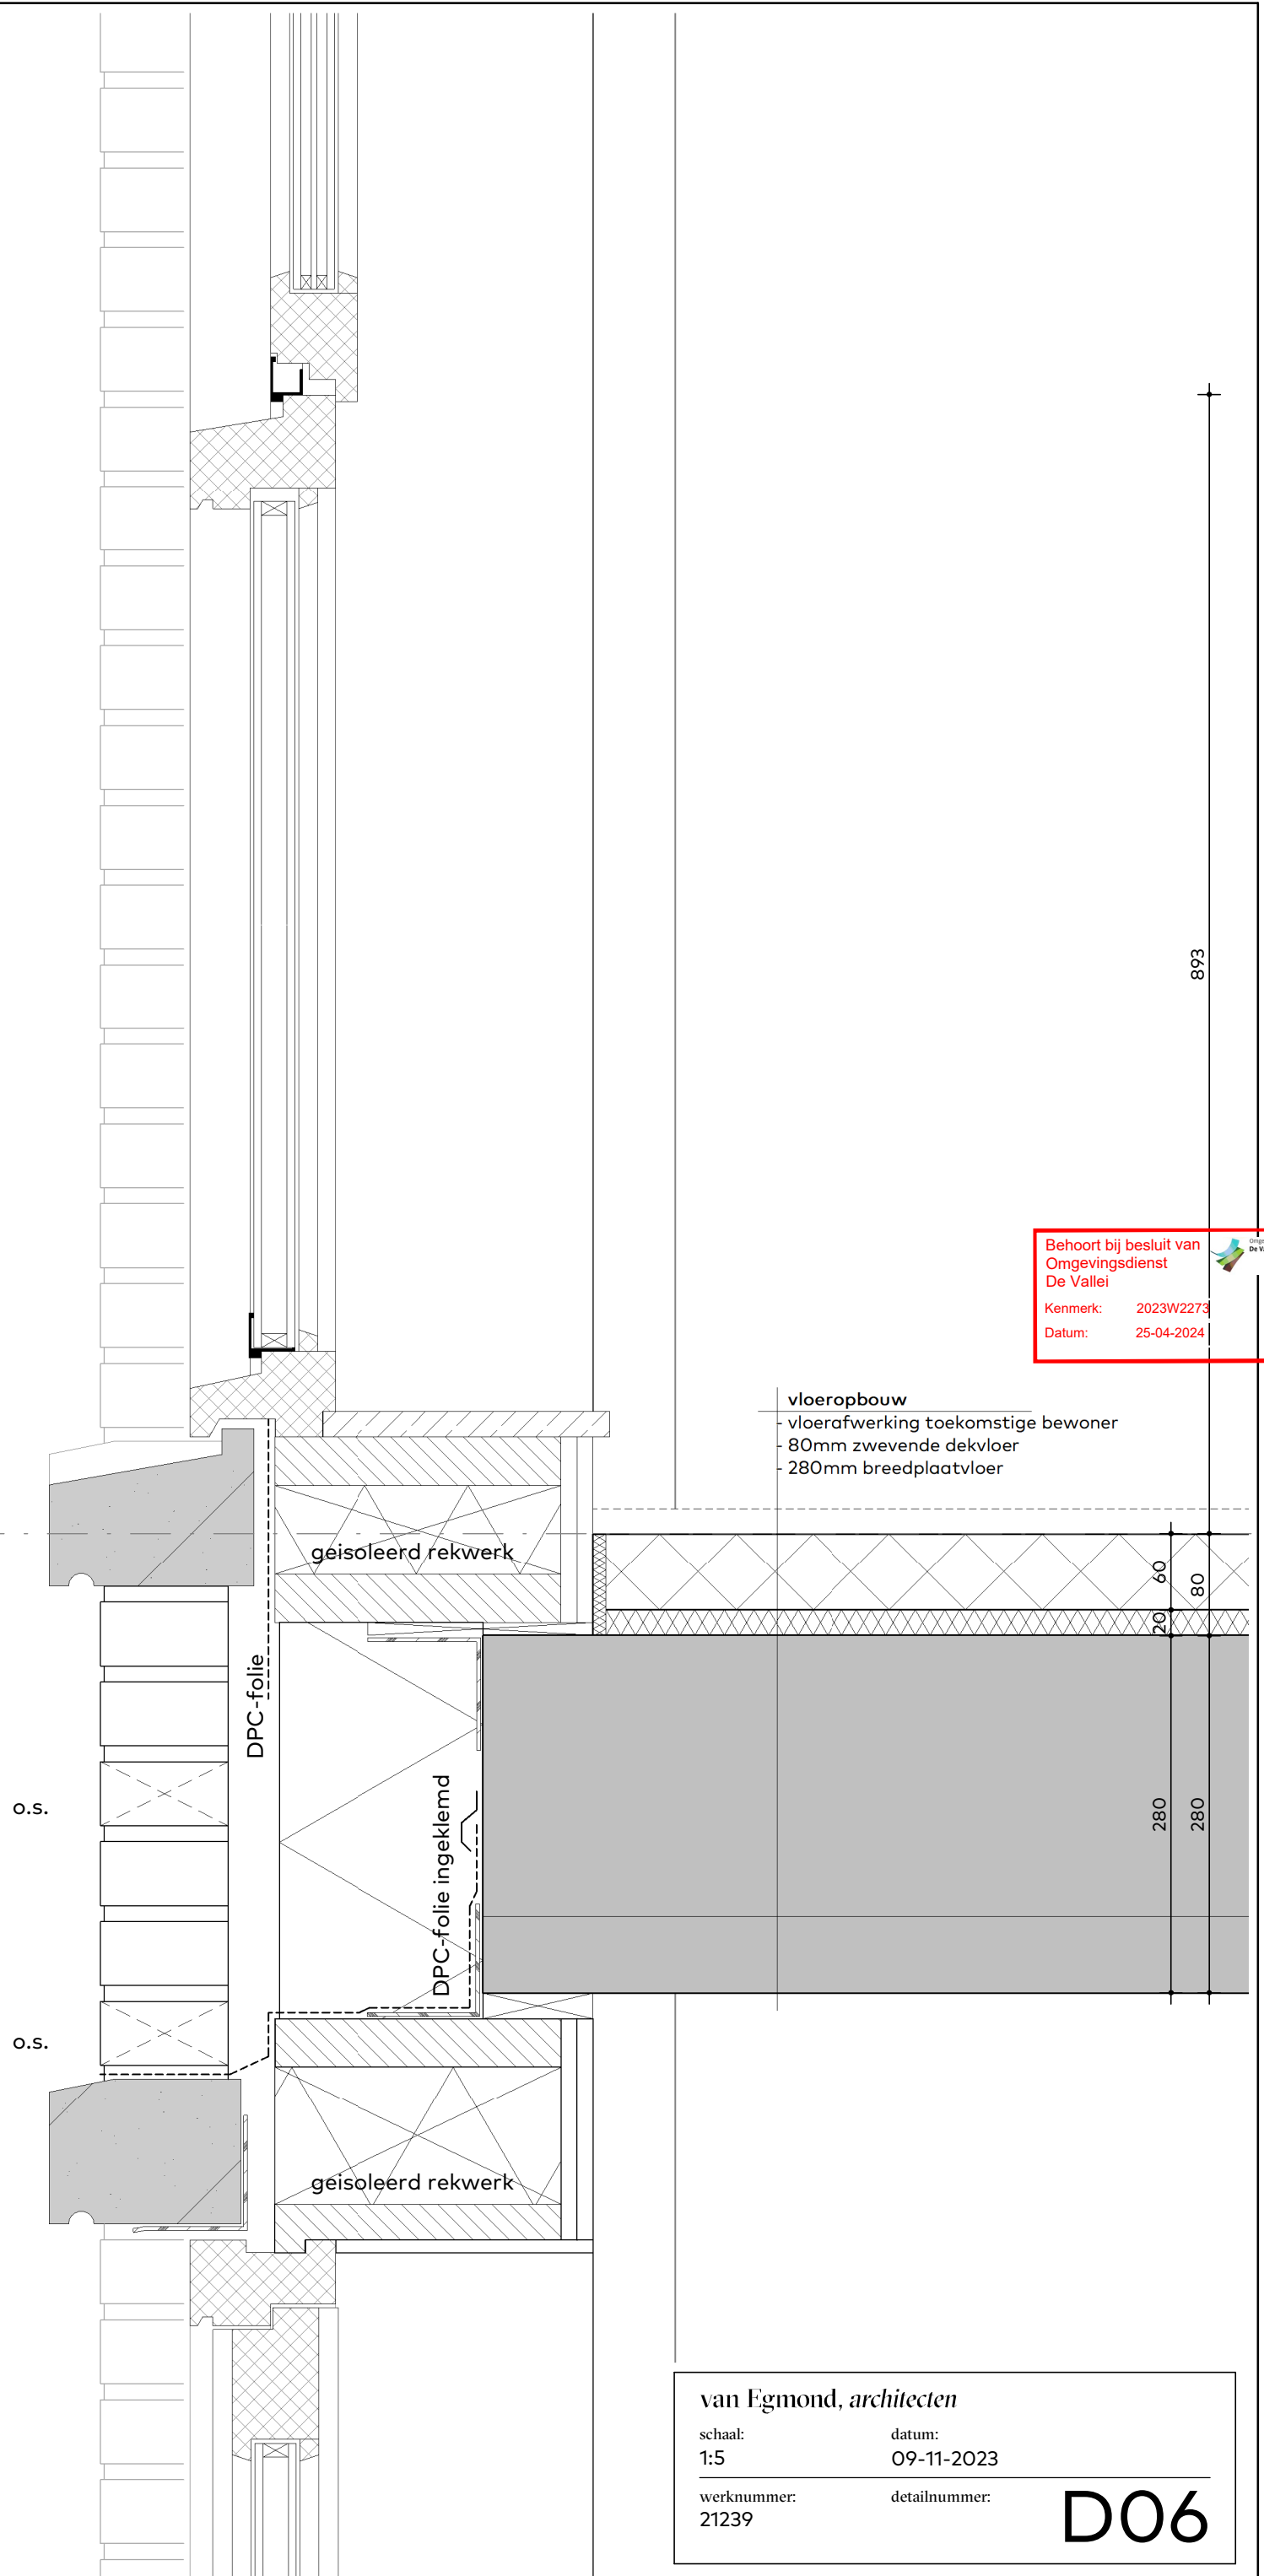 893
Behoort bij besluit van
Omgevingsdienst
De Vallei
Kenmerk: 2023W2273
Datum: 25-04-2024
vloeropbouw
- vloerafwerking toekomstige bewoner
- 80mm zwevende dekvloer
- 280mm breedplaatvloer
geisoleerd rekwerk
60
80
20
DPC-folie
DPC-folie ingeklemd
o.s.
280
280
o.s.
geisoleerd rekwerk
van Egmond, architecten
schaal: datum:
1:5 09-11-2023
werknummer: detailnummer:
21239 D06